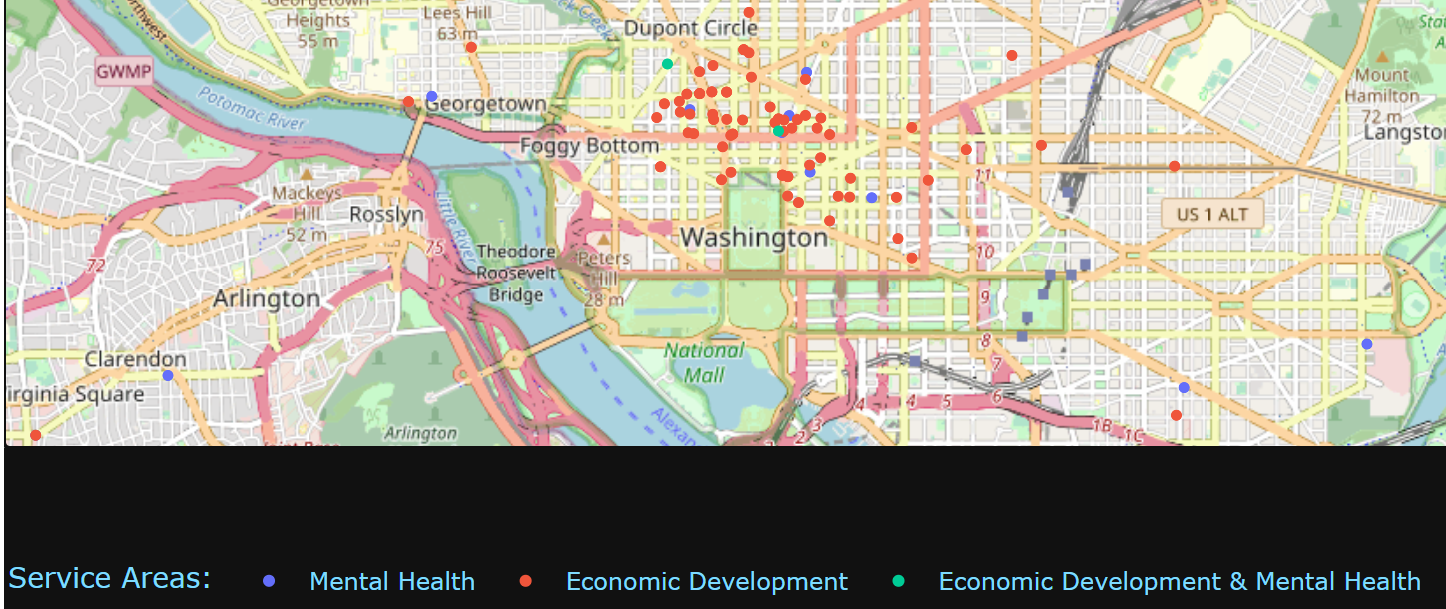 Georgetown
Heights
55 m
Lees Hill
63 m
Dupont Circle
GWMP
Potomac River
Georgetown
Foggy Bottom
Mount
Hamilton
72 m
Mackeys
Hill
52 m
Rosslyn
Little River
11
US 1 ALT
Washington
75
Theodore
Roosevelt
Bridge
Peters
Hill
28 m
10
72
Arlington
9
8
National
Mall
7
Clarendon
irginia Square
6
4
4
5
3
2
1B
1C
Arlington
Alexan
Service Areas:
Mental Health
Economic Development
Economic Development & Mental Health